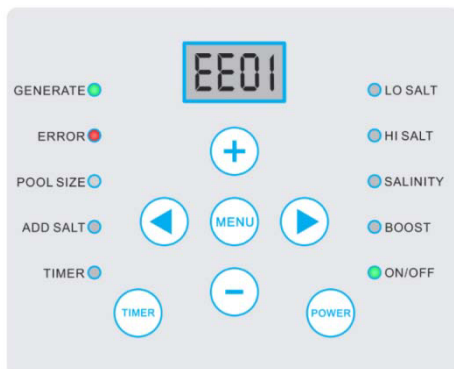 EE01
GENERATE
LO SALT
ERROR
HI SALT
+
POOL SIZE
SALINITY
MENU
ADD SALT
BOOST
TIMER
−
ON/OFF
TIMER
POWER